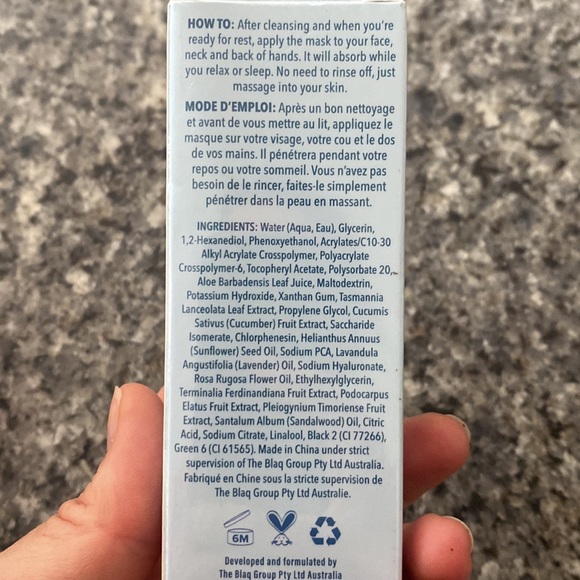 HOW TO: After cleansing and when you're
ready for rest, apply the mask to your face,
neck and back of hands. It will absorb while
you relax or sleep. No need to rinse off, just
massage into your skin.
MODE D'EMPLOI: Après un bon nettoyage
et avant de vous mettre au lit, appliquez le
masque sur votre visage, votre cou et le dos
de vos mains. Il pénétrera pendant votre
repos ou votre sommeil. Vous n'avez pas
besoin de le rincer, faites-le simplement
pénétrer dans la peau en massant.
INGREDIENTS: Water (Aqua, Eau), Glycerin,
1,2-Hexanediol, Phenoxyethanol, Acrylates/C10-30
Alkyl Acrylate Crosspolymer, Polyacrylate
Crosspolymer-6, Tocopheryl Acetate, Polysorbate 20,
Aloe Barbadensis Leaf Juice, Maltodextrin,
Potassium Hydroxide, Xanthan Gum, Tasmannia
Lanceolata Leaf Extract, Propylene Glycol, Cucumis
Sativus (Cucumber) Fruit Extract, Saccharide
Isomerate, Chlorphenesin, Helianthus Annuus
(Sunflower) Seed Oil, Sodium PCA, Lavandula
Angustifolia (Lavender) Oil, Sodium Hyaluronate,
Rosa Rugosa Flower Oil, Ethylhexylglycerin,
Terminalia Ferdinandiana Fruit Extract, Podocarpus
Elatus Fruit Extract, Pleiogynium Timoriense Fruit
Extract, Santalum Album (Sandalwood) Oil, Citric
Acid, Sodium Citrate, Linalool, Black 2 (CI 77266),
Green 6 (CI 61565). Made in China under strict
supervision of The Blaq Group Pty Ltd Australia.
Fabriqué en Chine sous la stricte supervision de
The Blaq Group Pty Ltd Australie.
6M
Developed and formulated by
The Blaq Group Pty Ltd Australia